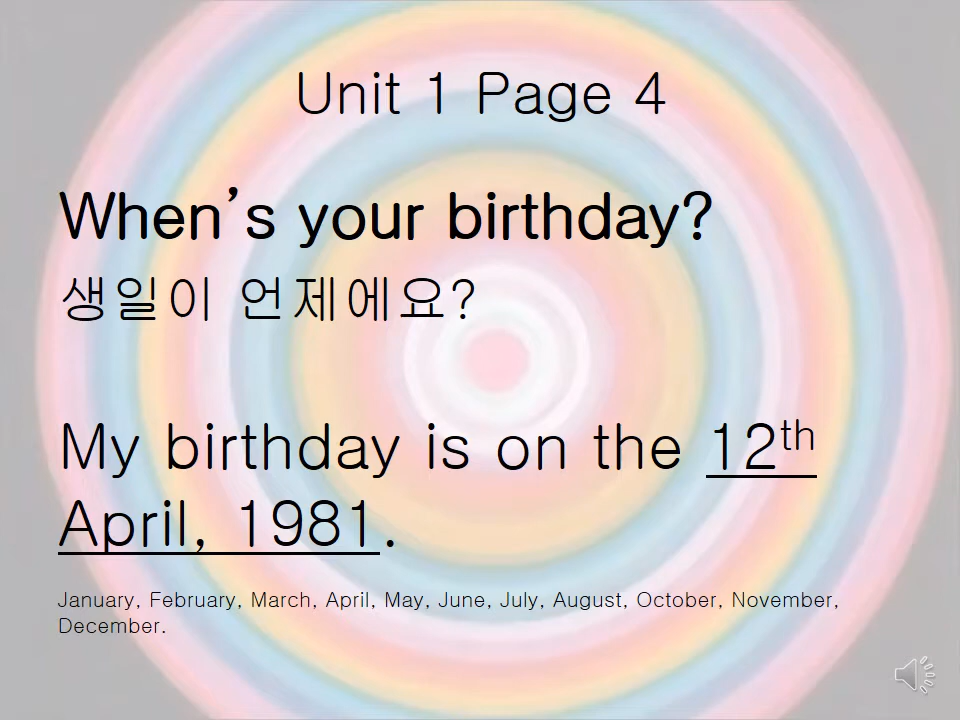 Unit 1 Page 4
When's your birthday?
생일이 언제에요?
My birthday is on the 12th
April, 1981.
January, February, March, April, May, June, July, August, October, November,
December.